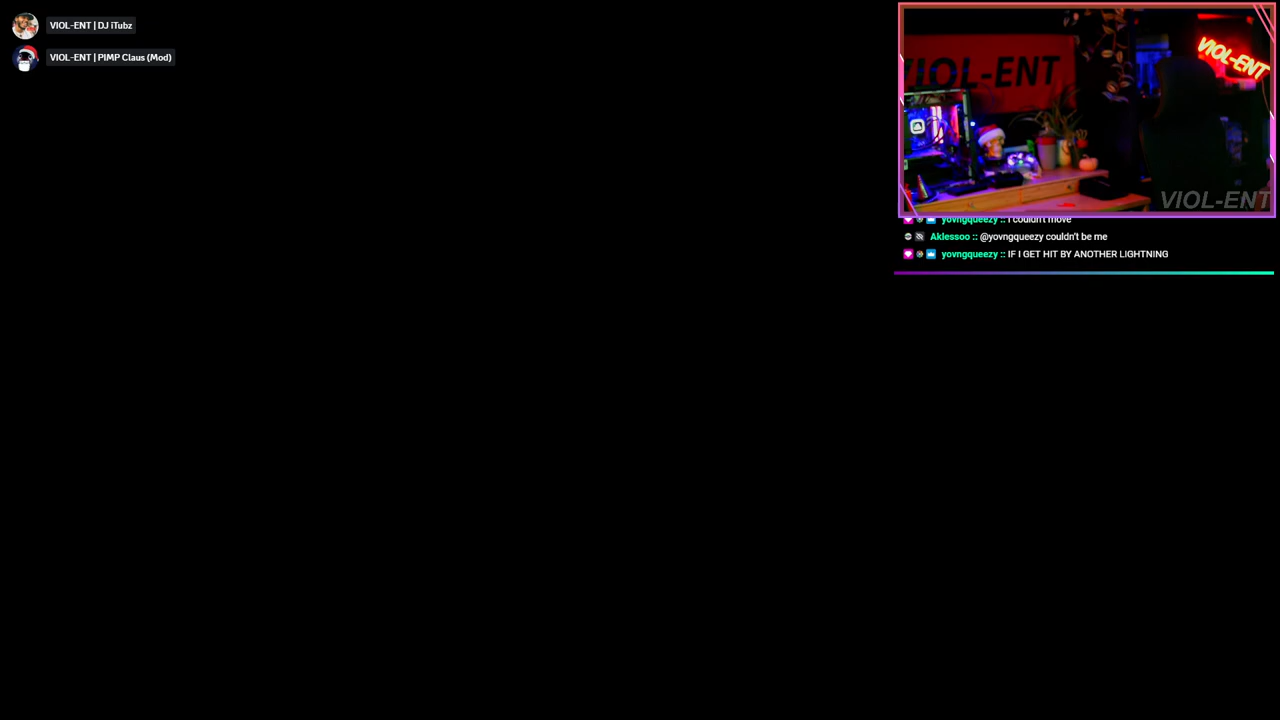 VIOL-ENT | DJ iTubz
VIOL-ENT | PIMP Claus (Mod)
VIOL-ENT
VIOL-ENT
VIOL-ENT
yovngqueezy :: I couldn't move
Aklessoo :: @yovngqueezy couldn't be me
yovngqueezy :: IF I GET HIT BY ANOTHER LIGHTNING